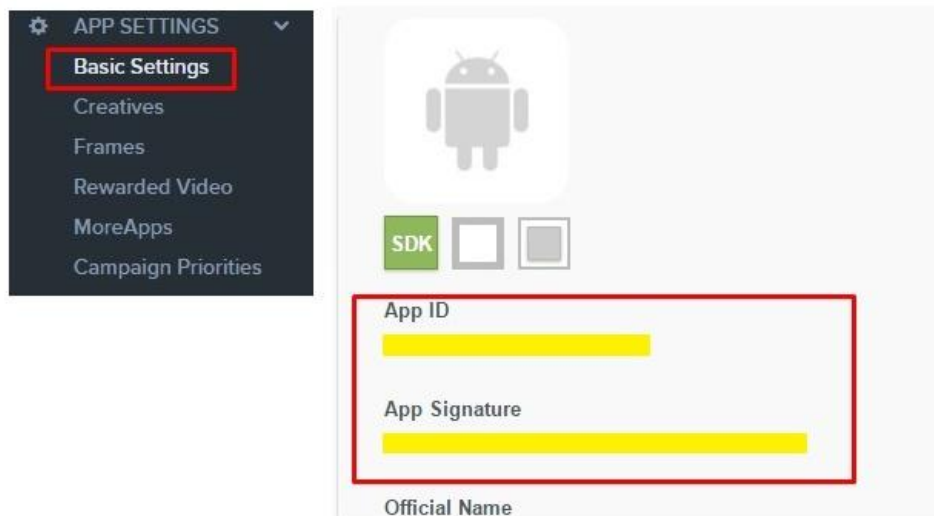 APP SETTINGS
Basic Settings
Creatives
Frames
Rewarded Video
MoreApps
Campaign Priorities
SDK
App ID
App Signature
Official Name